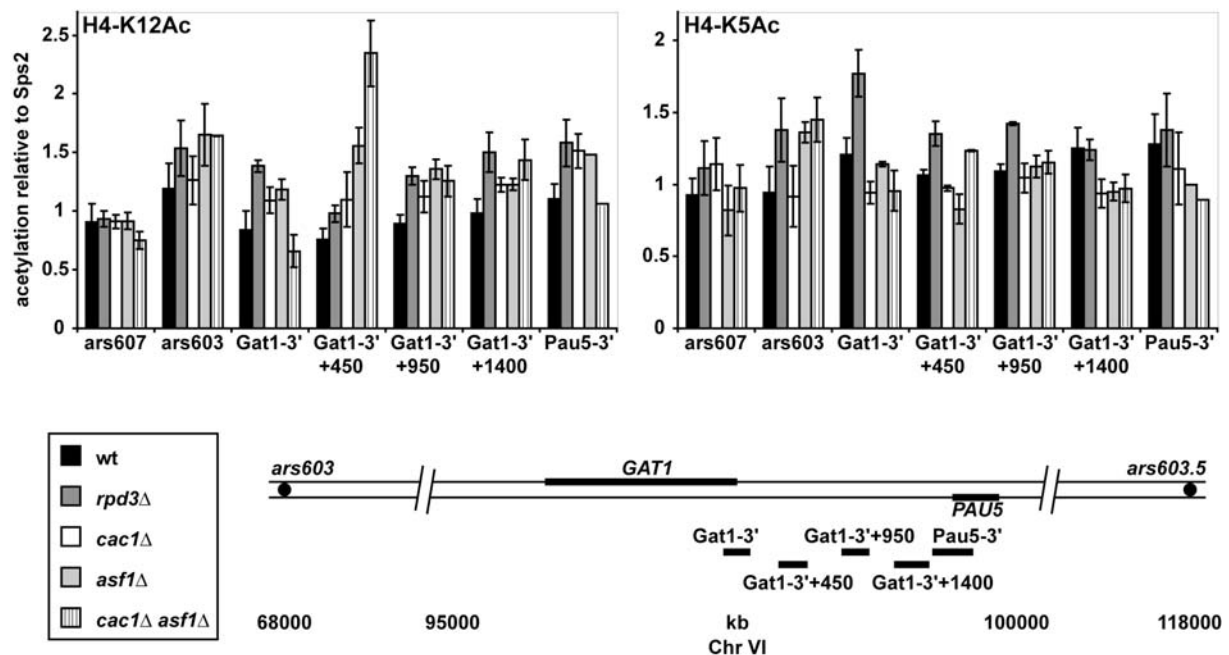 H4-K12Ac
acetylation relative to Sps2
2.5
2
1.5
1
0.5
0
ars607
ars603
Gat1-3'
Gat1-3'
+450
Gat1-3'
+950
Gat1-3'
+1400
Pau5-3'
H4-K5Ac
2
1.5
1
0.5
0
ars607
ars603
Gat1-3'
Gat1-3'
+450
Gat1-3'
+950
Gat1-3'
+1400
Pau5-3'
wt
rpd3Δ
cac1Δ
asf1Δ
cac1Δ asf1Δ
ars603
GAT1
ars603.5
PAU5
Gat1-3'
Gat1-3'+950
Pau5-3'
Gat1-3'+450
Gat1-3'+1400
68000
95000
kb
100000
118000
Chr VI